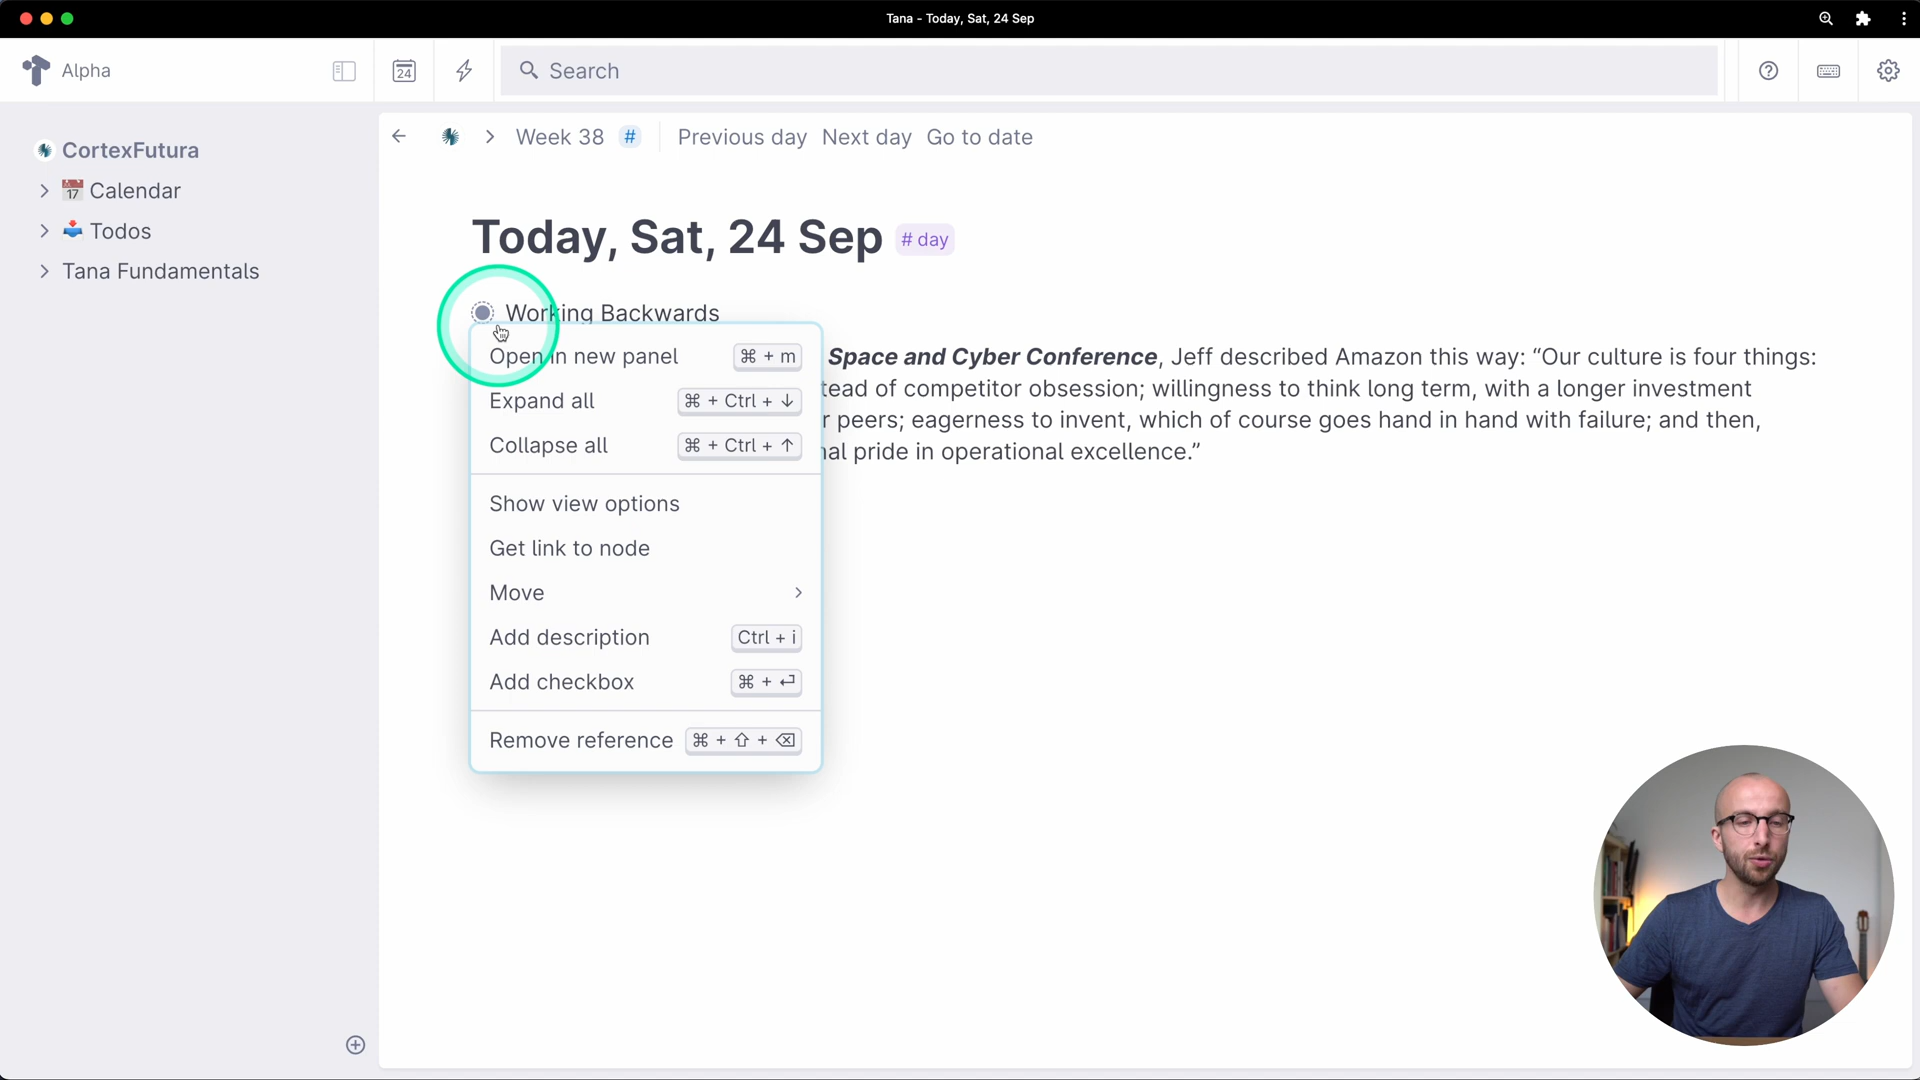 Tana - Today, Sat, 24 Sep
Alpha
24
Search
CortexFutura
17 Calendar
Todos
Tana Fundamentals
Week 38 #
Previous day Next day Go to date
Today, Sat, 24 Sep # day
Working Backwards
Open in new panel ⌘ + m
Expand all ⌘ + Ctrl + ↓
Collapse all ⌘ + Ctrl + ↑
Show view options
Get link to node
Move
Add description Ctrl + i
Add checkbox ⌘ + ⏎
Remove reference ⌘ + ⇧ + ⌫
Space and Cyber Conference, Jeff described Amazon this way: “Our culture is four things:
of competitor obsession; willingness to think long term, with a longer investment
peers; eagerness to invent, which of course goes hand in hand with failure; and then,
pride in operational excellence.”